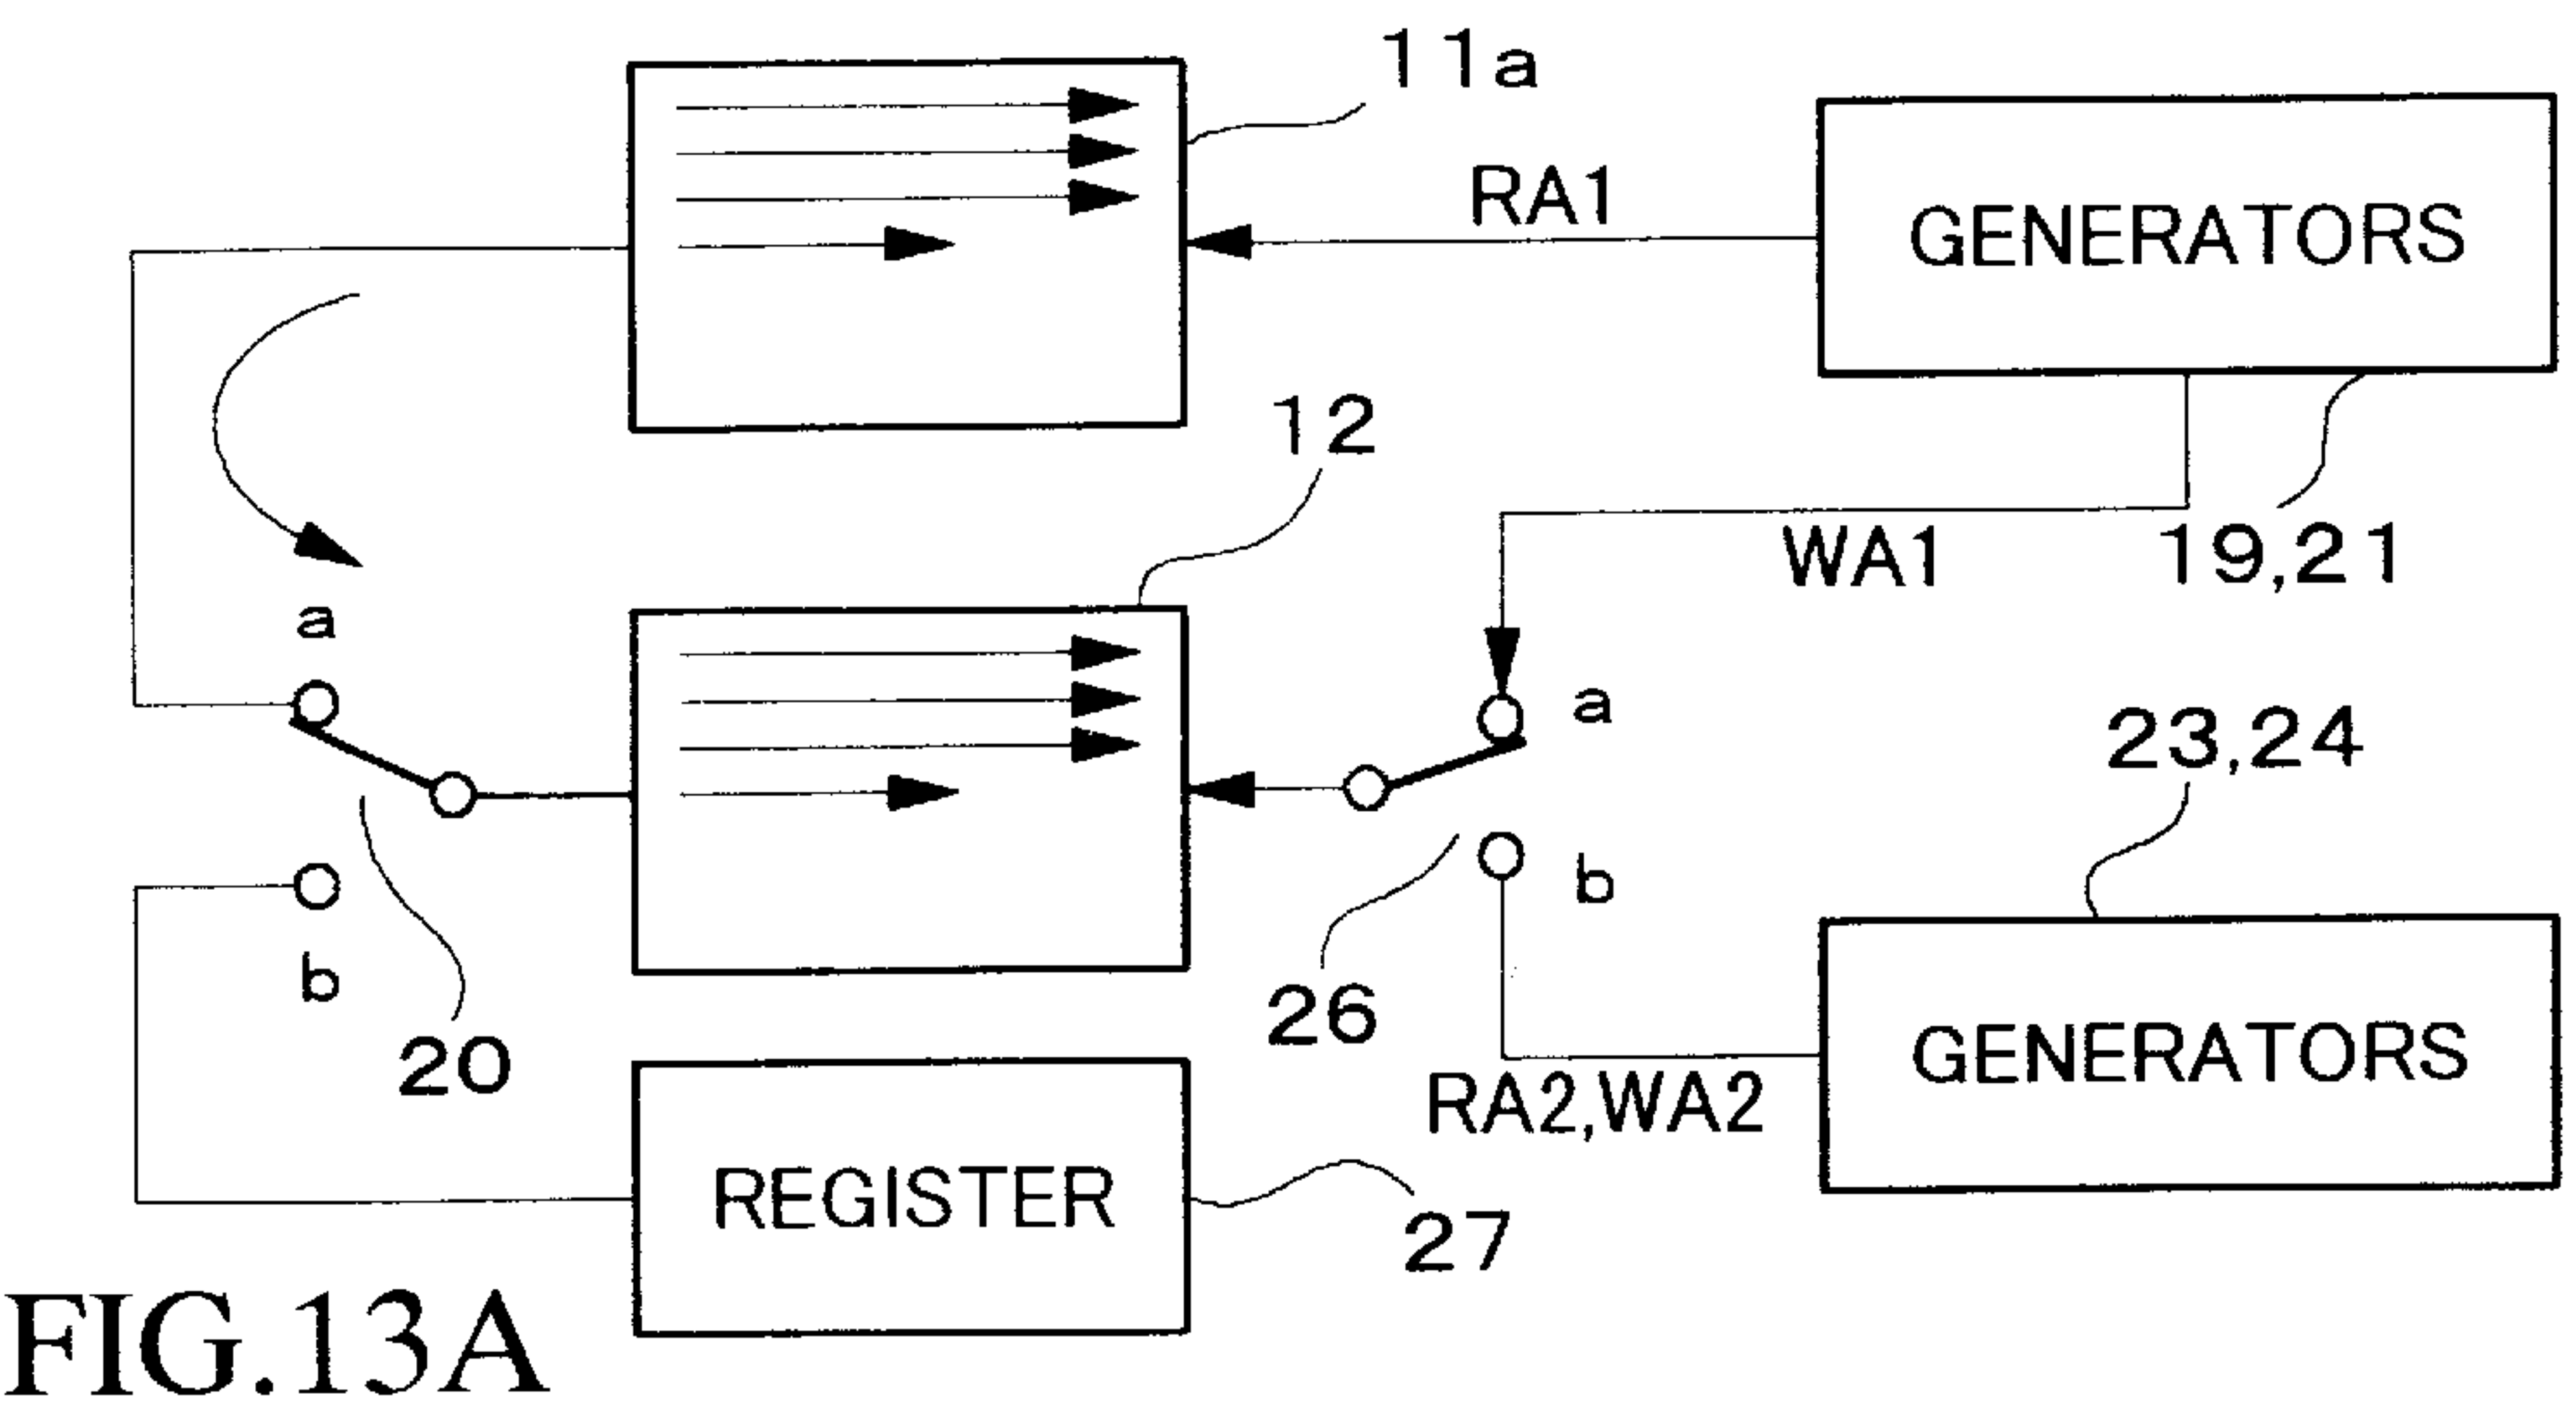 11a
RA1
GENERATORS
12
WA1
19,21
a
a
23,24
b
b
20
26
RA2,WA2
GENERATORS
REGISTER
27
FIG.13A